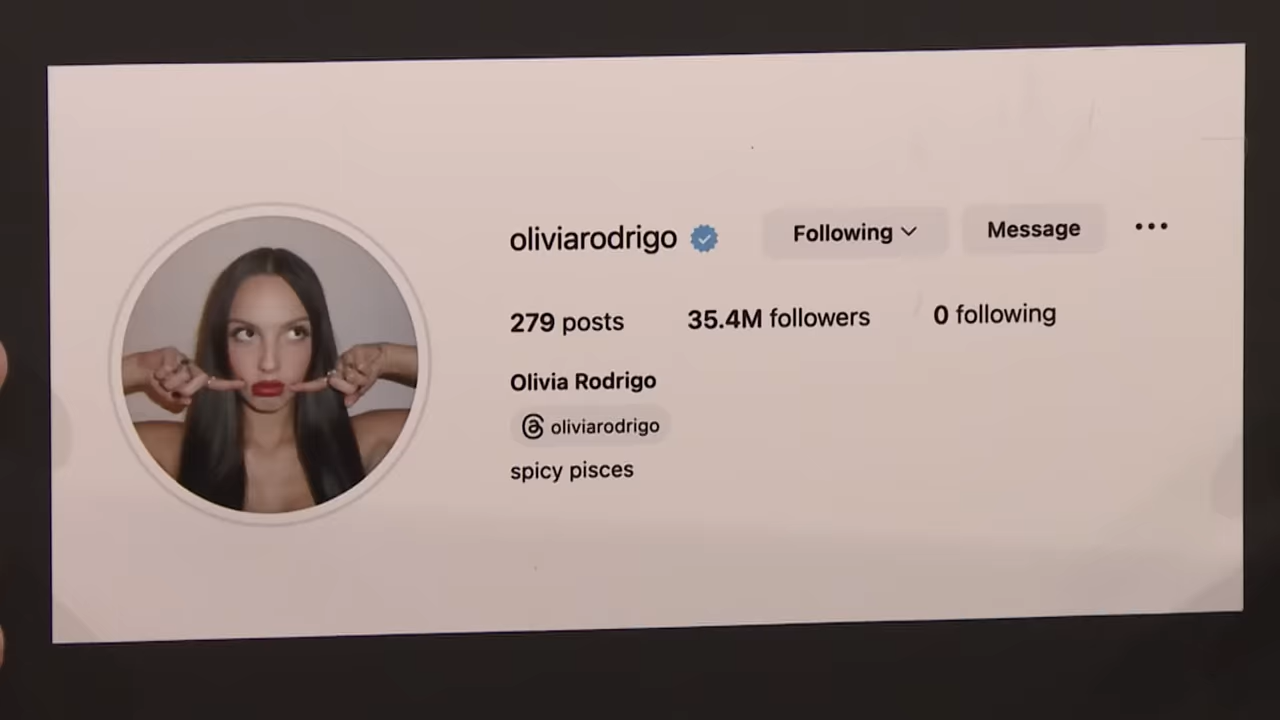 oliviarodrigo Following Message
279 posts 35.4M followers 0 following
Olivia Rodrigo
oliviarodrigo
spicy pisces